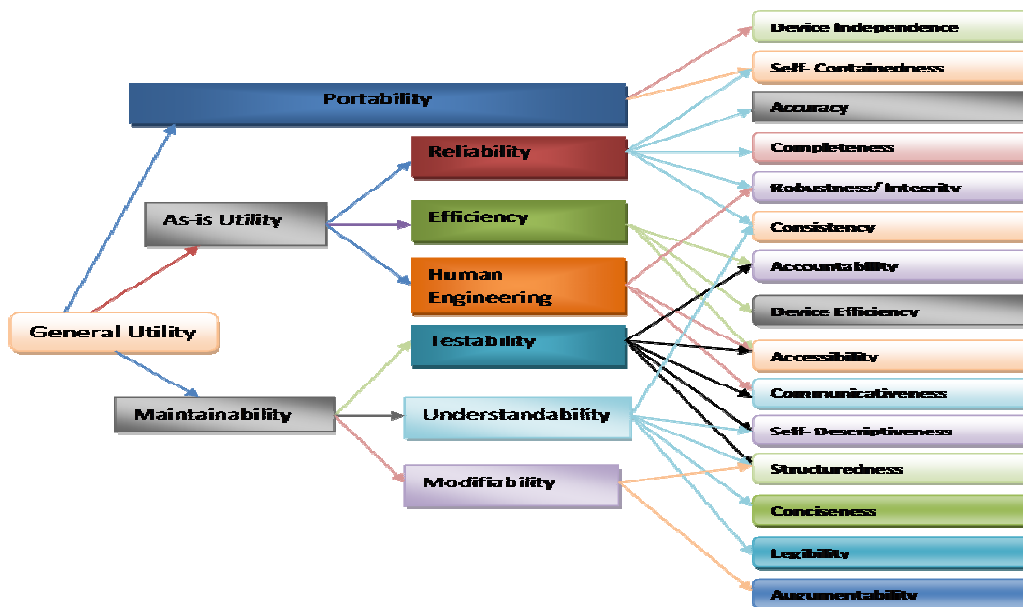 General Utility
Portability
As-is Utility
Maintainability
Reliability
Efficiency
Human
Engineering
Testability
Understandability
Modifiability
Device Independence
Self- Containedness
Accuracy
Completeness
Robustness/ Integrity
Consistency
Accountability
Device Efficiency
Accessibility
Communicativeness
Self- Descriptiveness
Structuredness
Conciseness
Legibility
Augumentability